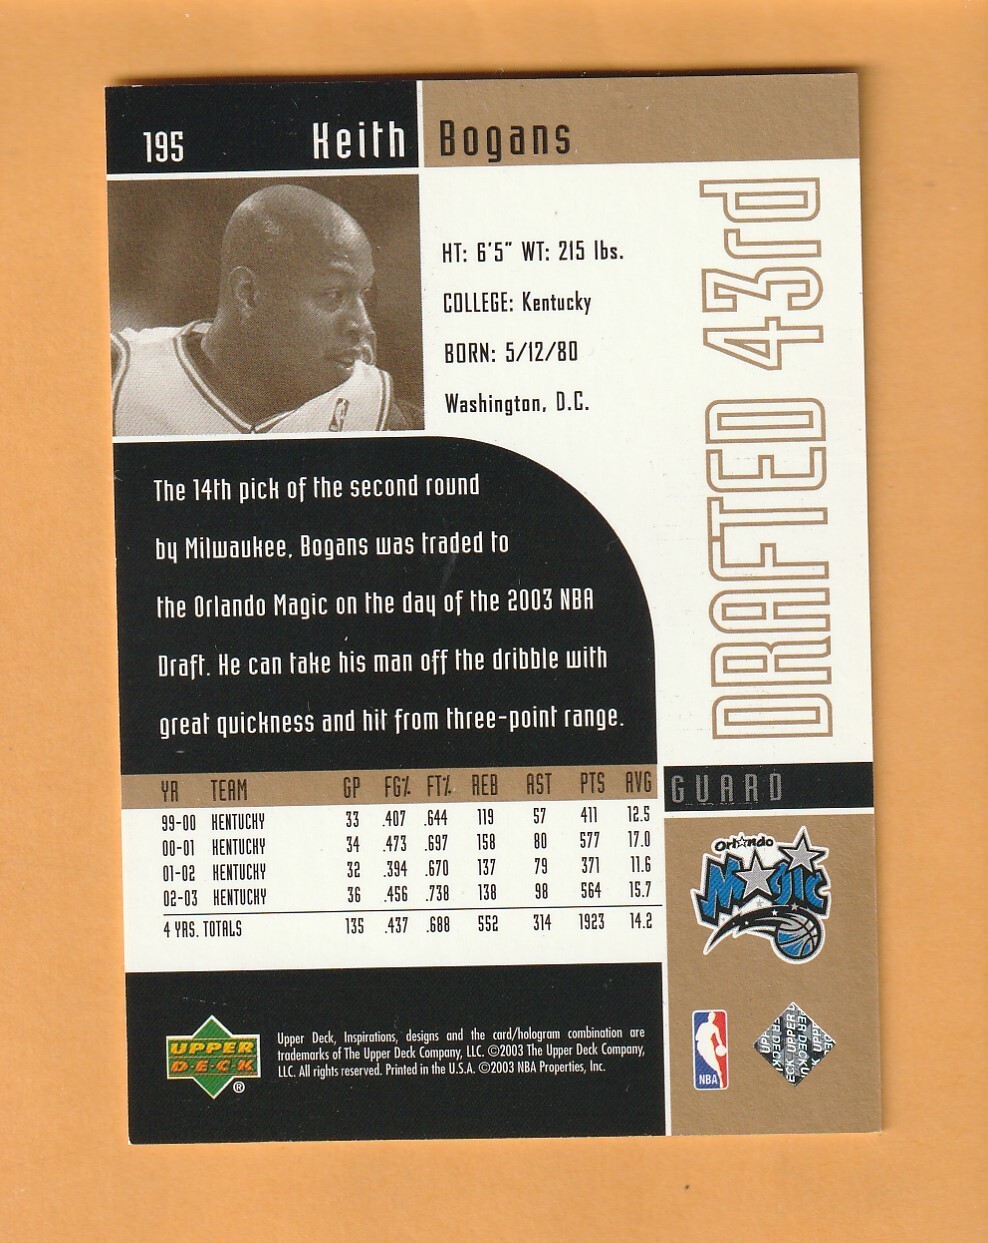 195 Keith Bogans
HT: 6'5" WT: 215 lbs.
COLLEGE: Kentucky
BORN: 5/12/80
Washington, D.C.
DRAFTED 43rd
The 14th pick of the second round
by Milwaukee, Bogans was traded to
the Orlando Magic on the day of the 2003 NBA
Draft. He can take his man off the dribble with
great quickness and hit from three-point range.
YR TEAM GP FG% FT% REB AST PTS AVG
99-00 KENTUCKY 33 .407 .644 119 57 411 12.5
00-01 KENTUCKY 34 .473 .697 158 80 577 17.0
01-02 KENTUCKY 32 .394 .670 137 79 371 11.6
02-03 KENTUCKY 36 .456 .738 138 98 564 15.7
4 YRS. TOTALS 135 .437 .688 552 314 1923 14.2
GUARD
Orlando
Magic
UPPER
D•E•C•K
®
Upper Deck, Inspirations, designs and the card/hologram combination are
trademarks of The Upper Deck Company, LLC. ©2003 The Upper Deck Company,
LLC. All rights reserved. Printed in the U.S.A. ©2003 NBA Properties, Inc.
NBA